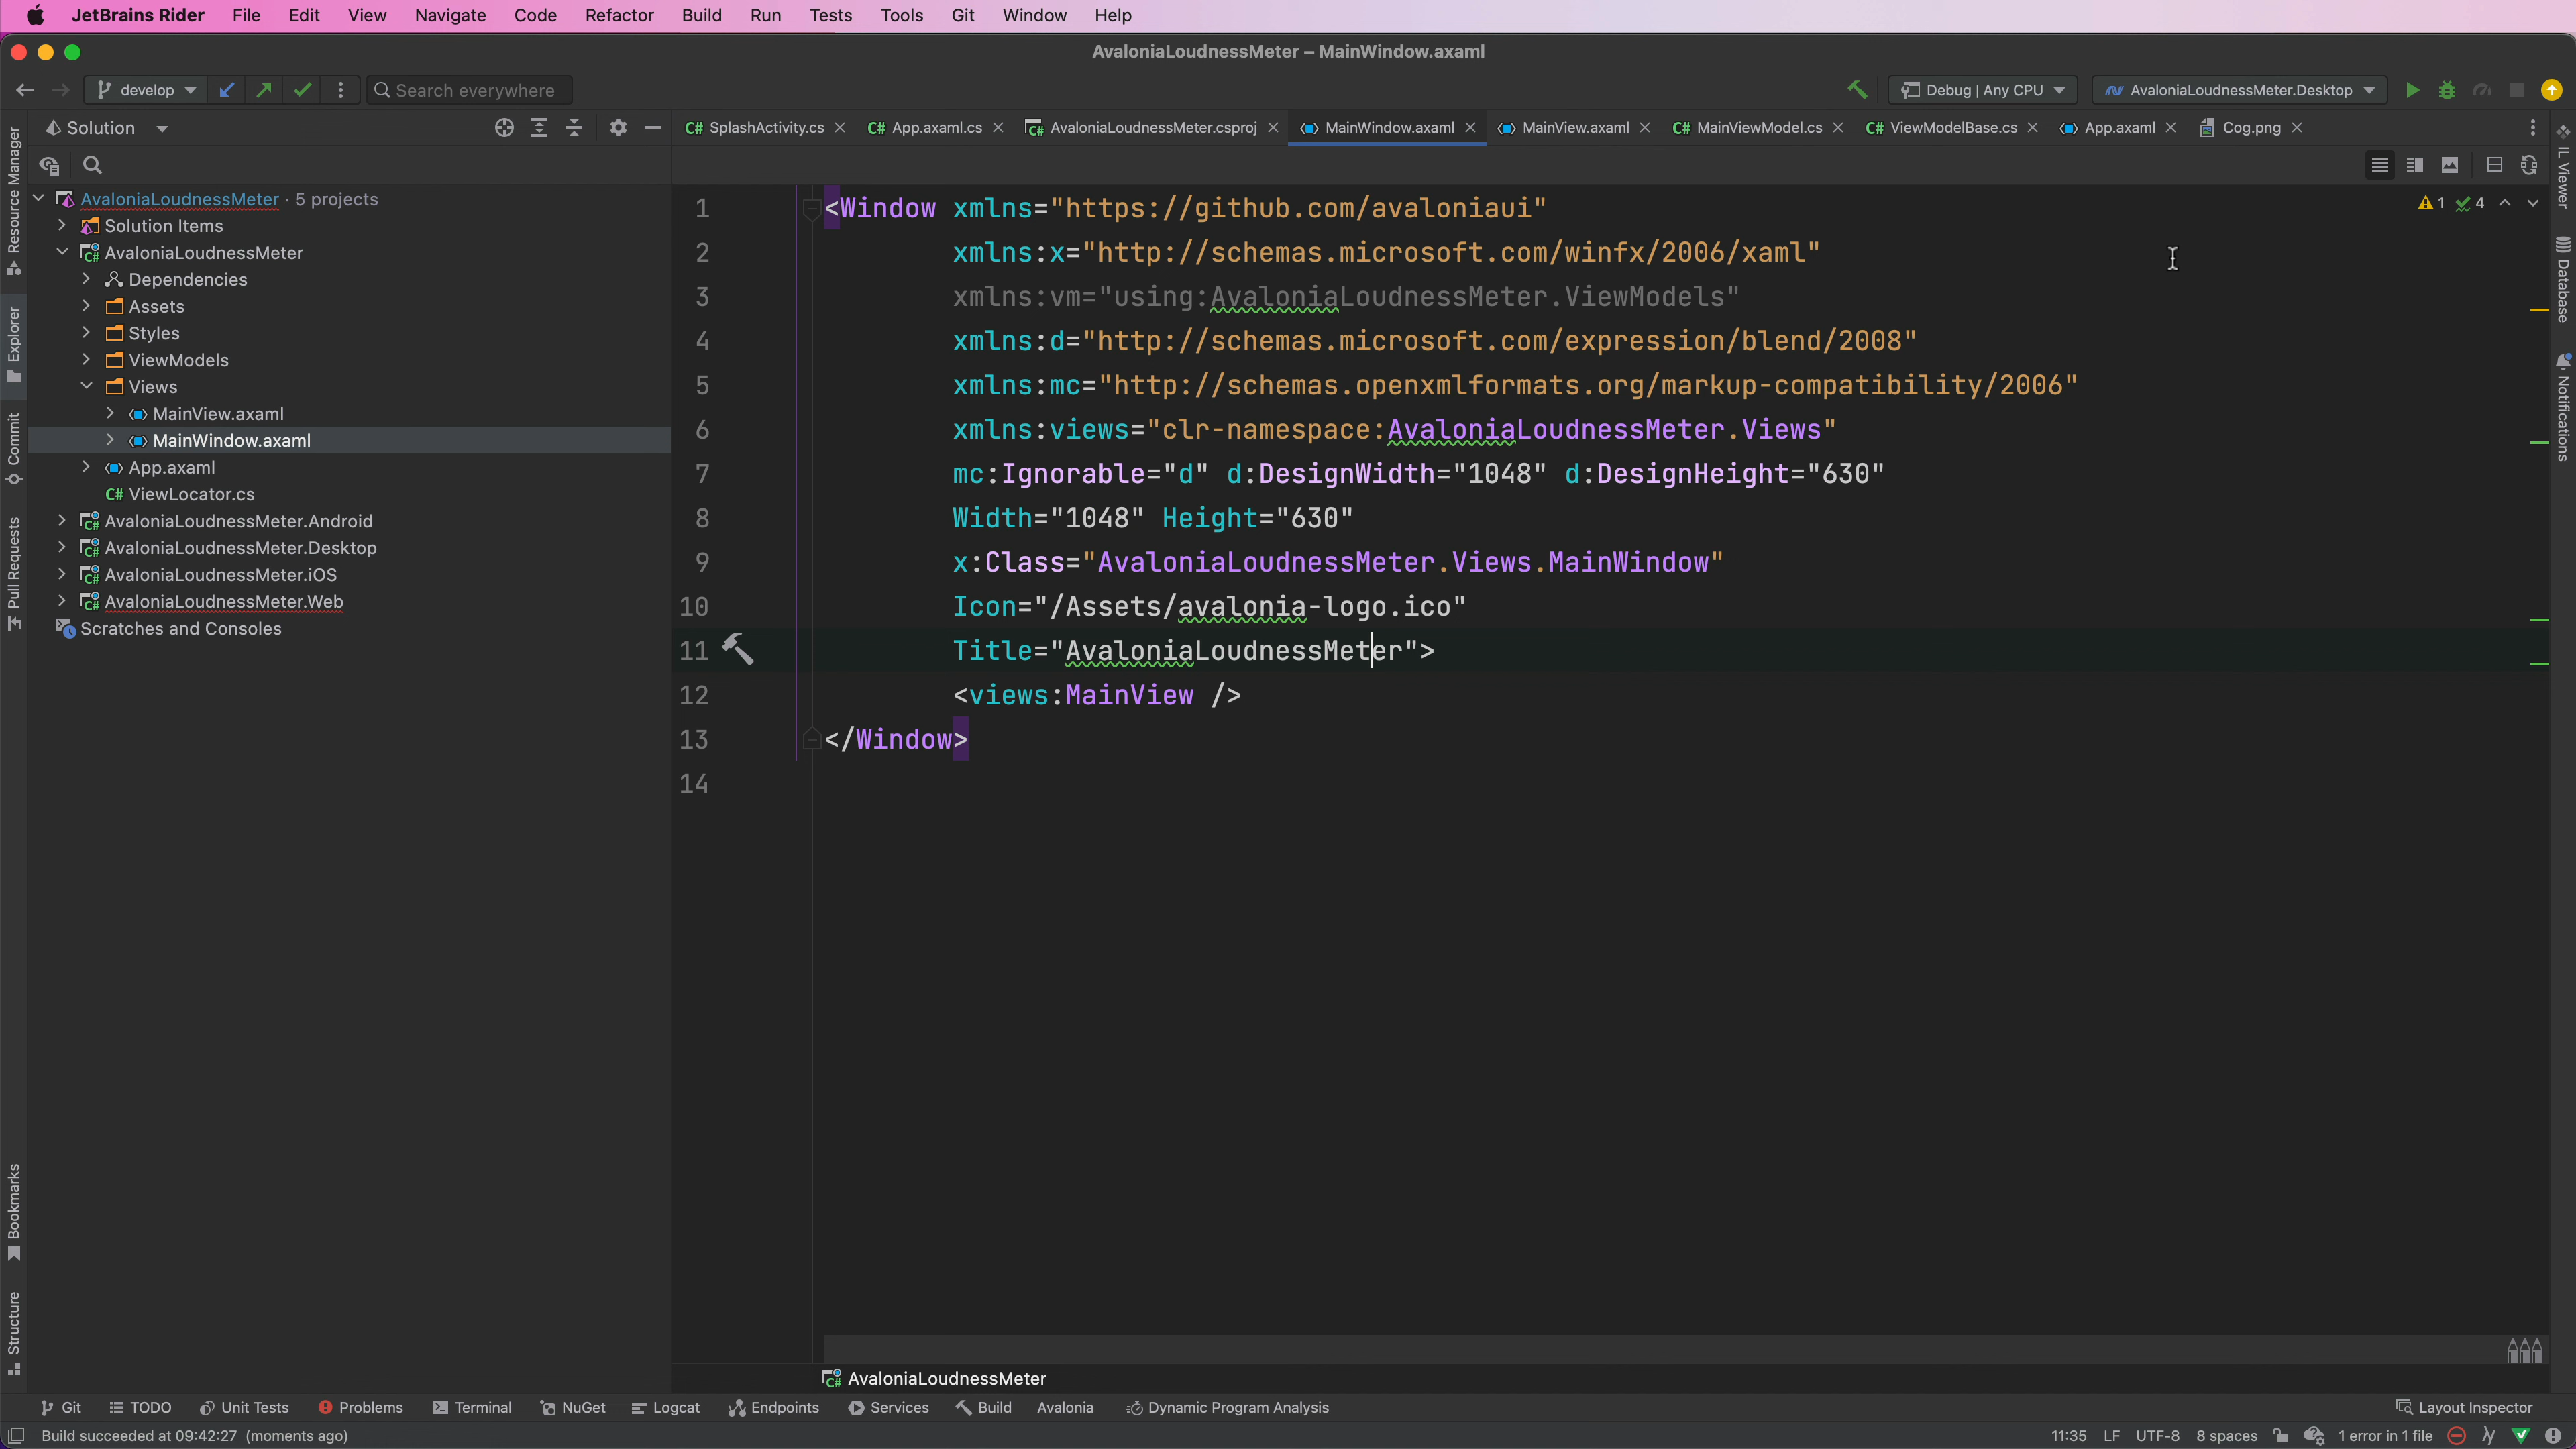 JetBrains Rider File Edit View Navigate Code Refactor Build Run Tests Tools Git Window Help
AvaloniaLoudnessMeter – MainWindow.axaml
develop Search everywhere Debug | Any CPU AvaloniaLoudnessMeter.Desktop
Solution
SplashActivity.cs App.axaml.cs AvaloniaLoudnessMeter.csproj MainWindow.axaml MainView.axaml C# MainViewModel.cs C# ViewModelBase.cs App.axaml Cog.png
Resource Manager
Explorer
Commit
Pull Requests
Bookmarks
Structure
AvaloniaLoudnessMeter · 5 projects
Solution Items
AvaloniaLoudnessMeter
Dependencies
Assets
Styles
ViewModels
Views
MainView.axaml
MainWindow.axaml
App.axaml
C# ViewLocator.cs
AvaloniaLoudnessMeter.Android
AvaloniaLoudnessMeter.Desktop
AvaloniaLoudnessMeter.iOS
AvaloniaLoudnessMeter.Web
Scratches and Consoles
1 4
1 <Window xmlns="https://github.com/avaloniaui"
2 xmlns:x="http://schemas.microsoft.com/winfx/2006/xaml"
3 xmlns:vm="using:AvaloniaLoudnessMeter.ViewModels"
4 xmlns:d="http://schemas.microsoft.com/expression/blend/2008"
5 xmlns:mc="http://schemas.openxmlformats.org/markup-compatibility/2006"
6 xmlns:views="clr-namespace:AvaloniaLoudnessMeter.Views"
7 mc:Ignorable="d" d:DesignWidth="1048" d:DesignHeight="630"
8 Width="1048" Height="630"
9 x:Class="AvaloniaLoudnessMeter.Views.MainWindow"
10 Icon="/Assets/avalonia-logo.ico"
11 Title="AvaloniaLoudnessMeter">
12 <views:MainView />
13 </Window>
14
IL Viewer
Database
Notifications
C# AvaloniaLoudnessMeter
Git TODO Unit Tests Problems Terminal NuGet Logcat Endpoints Services Build Avalonia Dynamic Program Analysis Layout Inspector
Build succeeded at 09:42:27 (moments ago) 11:35 LF UTF-8 8 spaces 1 error in 1 file